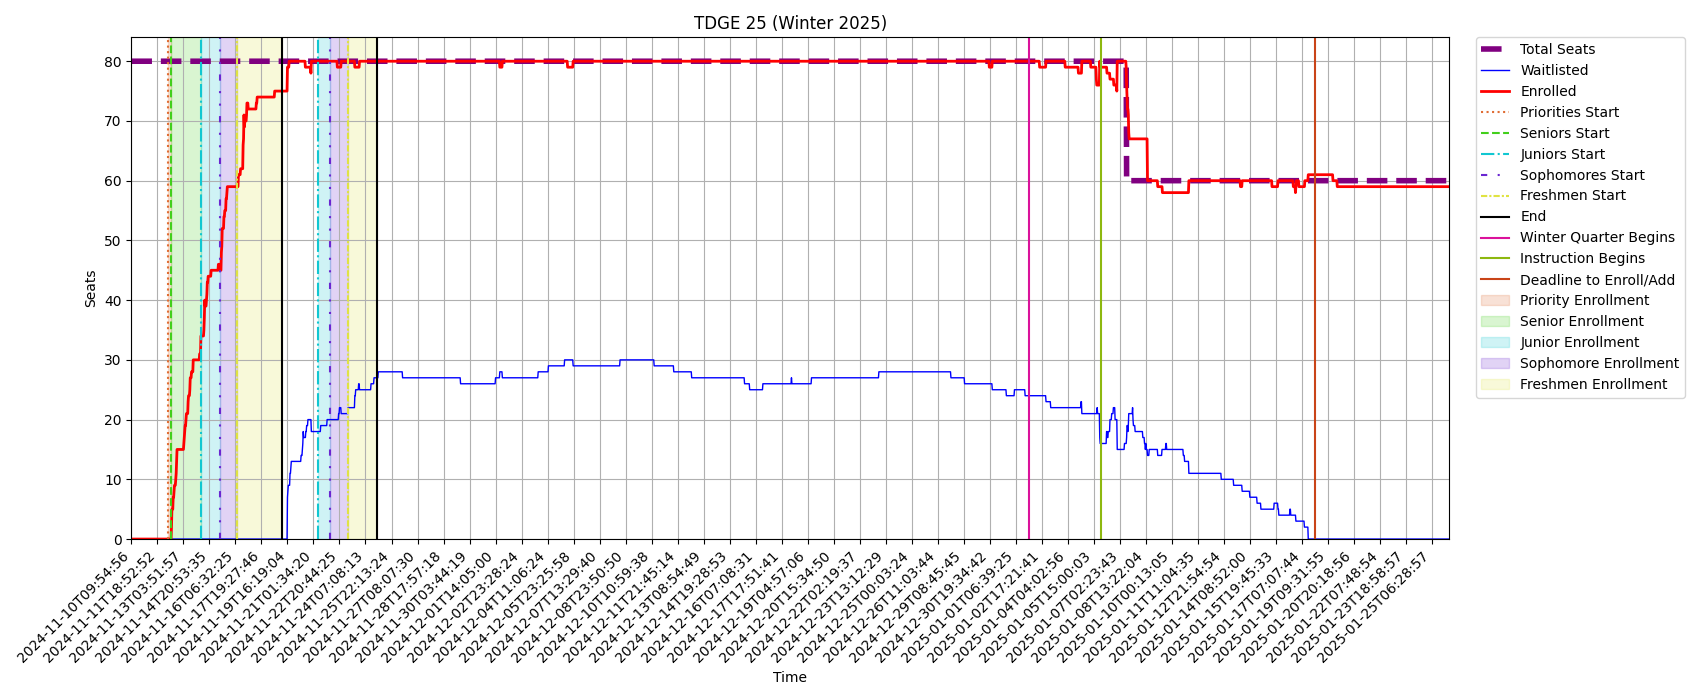 TDGE 25 (Winter 2025)
Seats
80
70
60
50
40
30
20
10
0
2024-11-10T09:54:56
2024-11-11T18:52:52
2024-11-13T03:51:57
2024-11-14T20:53:35
2024-11-16T06:32:25
2024-11-17T19:27:46
2024-11-19T16:19:04
2024-11-21T01:34:20
2024-11-22T20:44:25
2024-11-24T07:08:13
2024-11-25T22:13:24
2024-11-27T08:07:30
2024-11-28T17:57:18
2024-11-30T03:44:19
2024-12-01T14:05:00
2024-12-02T23:28:24
2024-12-04T11:06:24
2024-12-05T23:25:58
2024-12-07T13:29:40
2024-12-08T23:50:50
2024-12-10T10:59:38
2024-12-11T21:45:14
2024-12-13T08:54:49
2024-12-14T19:28:53
2024-12-16T07:08:31
2024-12-17T17:51:47
2024-12-19T04:57:06
2024-12-20T15:34:50
2024-12-22T02:19:37
2024-12-23T13:12:29
2024-12-25T00:03:24
2024-12-26T11:03:44
2024-12-29T08:45:45
2024-12-30T19:34:42
2025-01-01T06:39:25
2025-01-02T17:21:41
2025-01-04T04:02:56
2025-01-05T15:00:03
2025-01-07T02:23:43
2025-01-08T13:22:04
2025-01-10T00:13:05
2025-01-11T11:04:35
2025-01-12T21:54:54
2025-01-14T08:52:00
2025-01-15T19:45:33
2025-01-17T07:07:44
2025-01-19T09:31:55
2025-01-20T20:18:56
2025-01-22T07:48:54
2025-01-23T18:58:57
2025-01-25T06:28:57
Time
Total Seats
Waitlisted
Enrolled
Priorities Start
Seniors Start
Juniors Start
Sophomores Start
Freshmen Start
End
Winter Quarter Begins
Instruction Begins
Deadline to Enroll/Add
Priority Enrollment
Senior Enrollment
Junior Enrollment
Sophomore Enrollment
Freshmen Enrollment